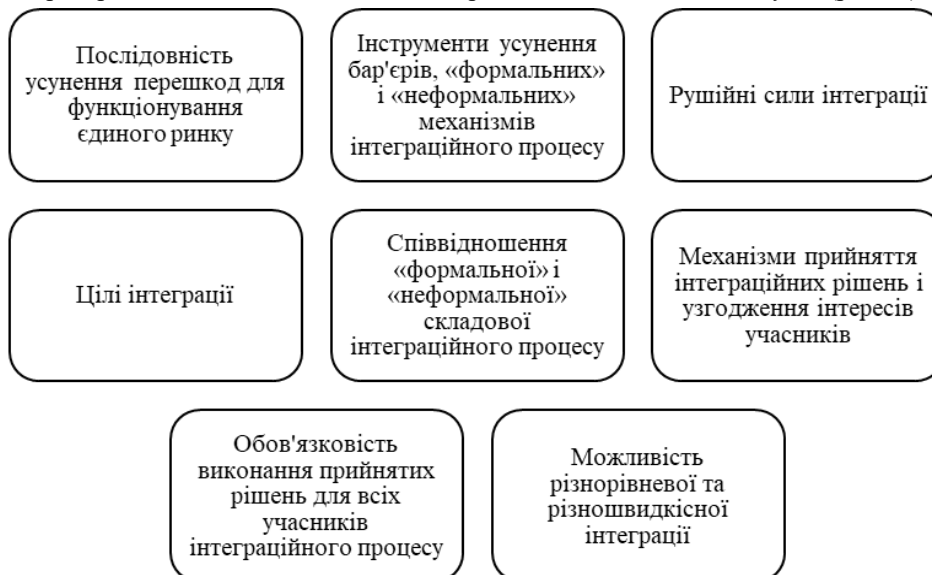 Послідовність
усунення перешкод для
функціонування
єдиного ринку
Інструменти усунення
бар'єрів, «формальних»
і «неформальних»
механізмів
інтеграційного процесу
Рушійні сили інтеграції
Цілі інтеграції
Співвідношення
«формальної» і
«неформальної»
складової
інтеграційного процесу
Механізми прийняття
інтеграційних рішень і
узгодження інтересів
учасників
Обов'язковість
виконання прийнятих
рішень для всіх
учасників
інтеграційного процесу
Можливість
різнорівневої та
різношвидкісної
інтеграції